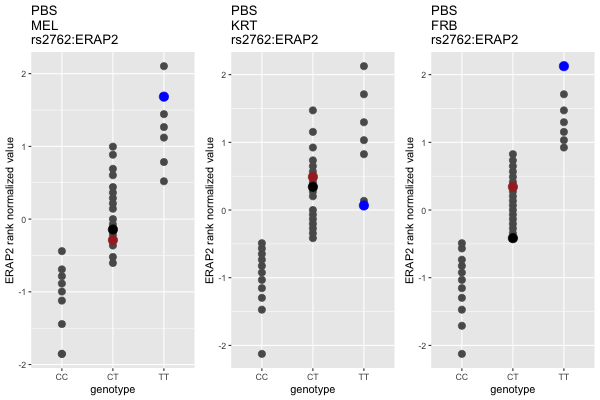 PBS
MEL
rs2762:ERAP2
ERAP2 rank normalized value
2
1
0
-1
-2
CC CT TT
genotype
PBS
KRT
rs2762:ERAP2
ERAP2 rank normalized value
2
1
0
-1
-2
CC CT TT
genotype
PBS
FRB
rs2762:ERAP2
ERAP2 rank normalized value
2
1
0
-1
-2
CC CT TT
genotype